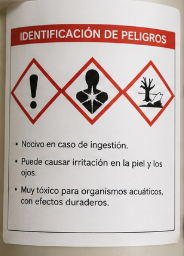 IDENTIFICACIÓN DE PELIGROS
• Nocivo en caso de ingestión.
• Puede causar irritación en la piel y los
ojos.
• Muy tóxico para organismos acuáticos,
con efectos duraderos.